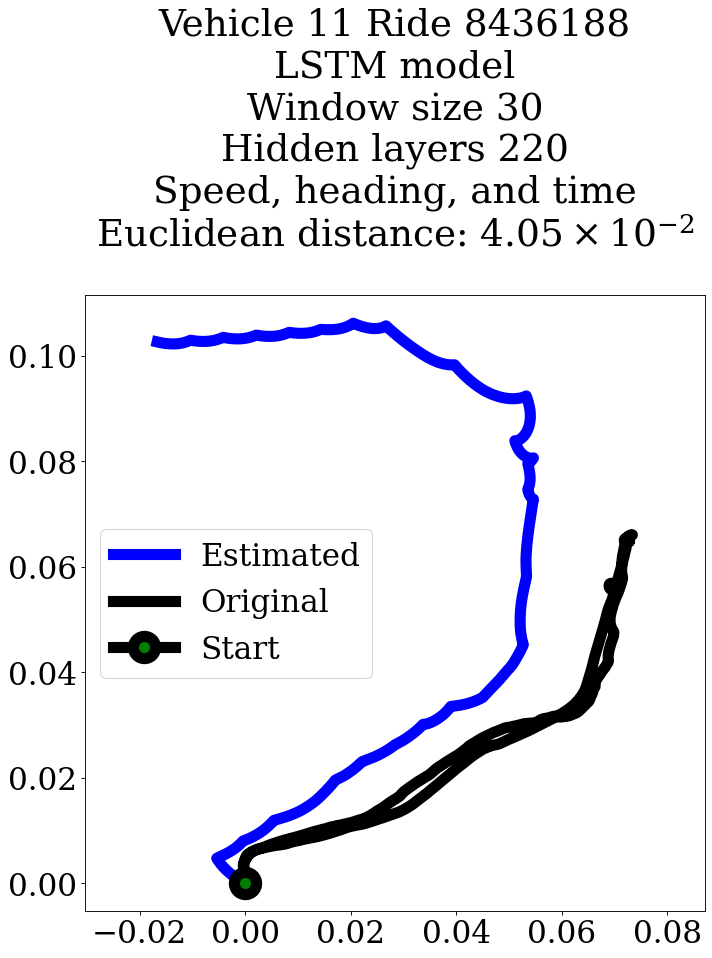 Vehicle 11 Ride 8436188
LSTM model
Window size 30
Hidden layers 220
Speed, heading, and time
Euclidean distance: 4.05 × 10⁻²
0.10
0.08
0.06
0.04
0.02
0.00
Estimated
Original
Start
−0.02 0.00 0.02 0.04 0.06 0.08